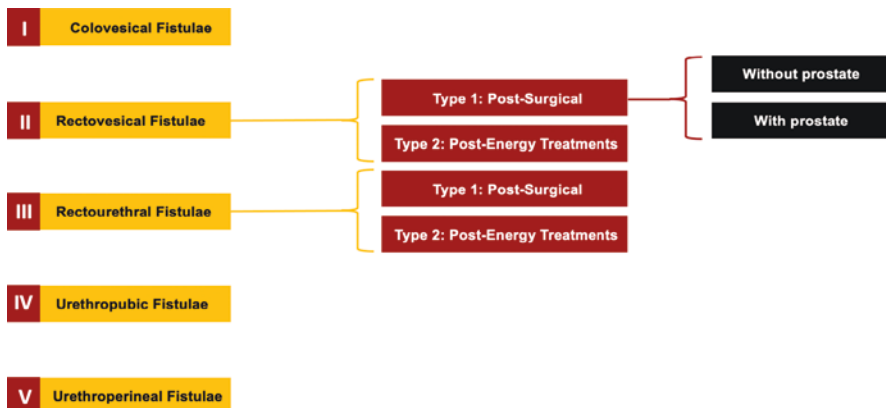 I Colovesical Fistulae
Without prostate
Type 1: Post-Surgical
II Rectovesical Fistulae
With prostate
Type 2: Post-Energy Treatments
Type 1: Post-Surgical
III Rectourethral Fistulae
Type 2: Post-Energy Treatments
IV Urethropubic Fistulae
V Urethroperineal Fistulae